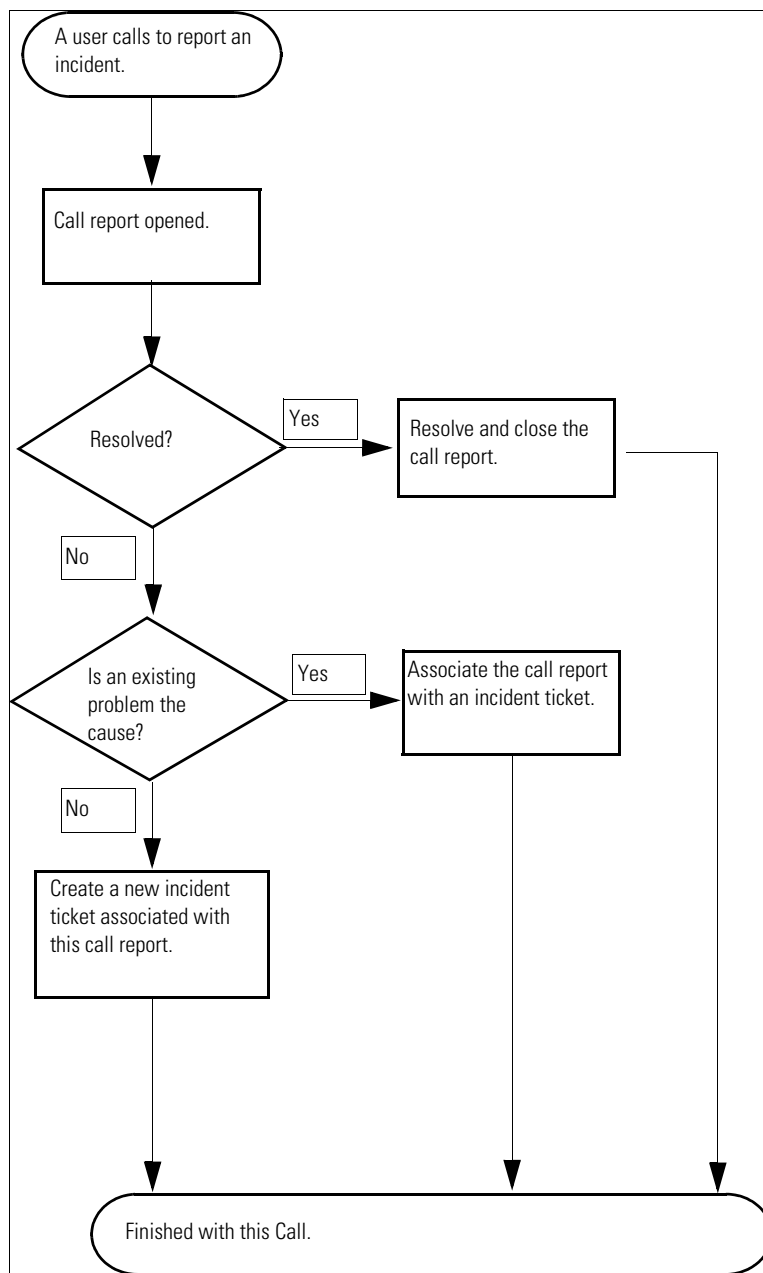 A user calls to report an
incident.
Call report opened.
Resolved?
Yes
Resolve and close the
call report.
No
Is an existing
problem the
cause?
Yes
Associate the call report
with an incident ticket.
No
Create a new incident
ticket associated with
this call report.
Finished with this Call.